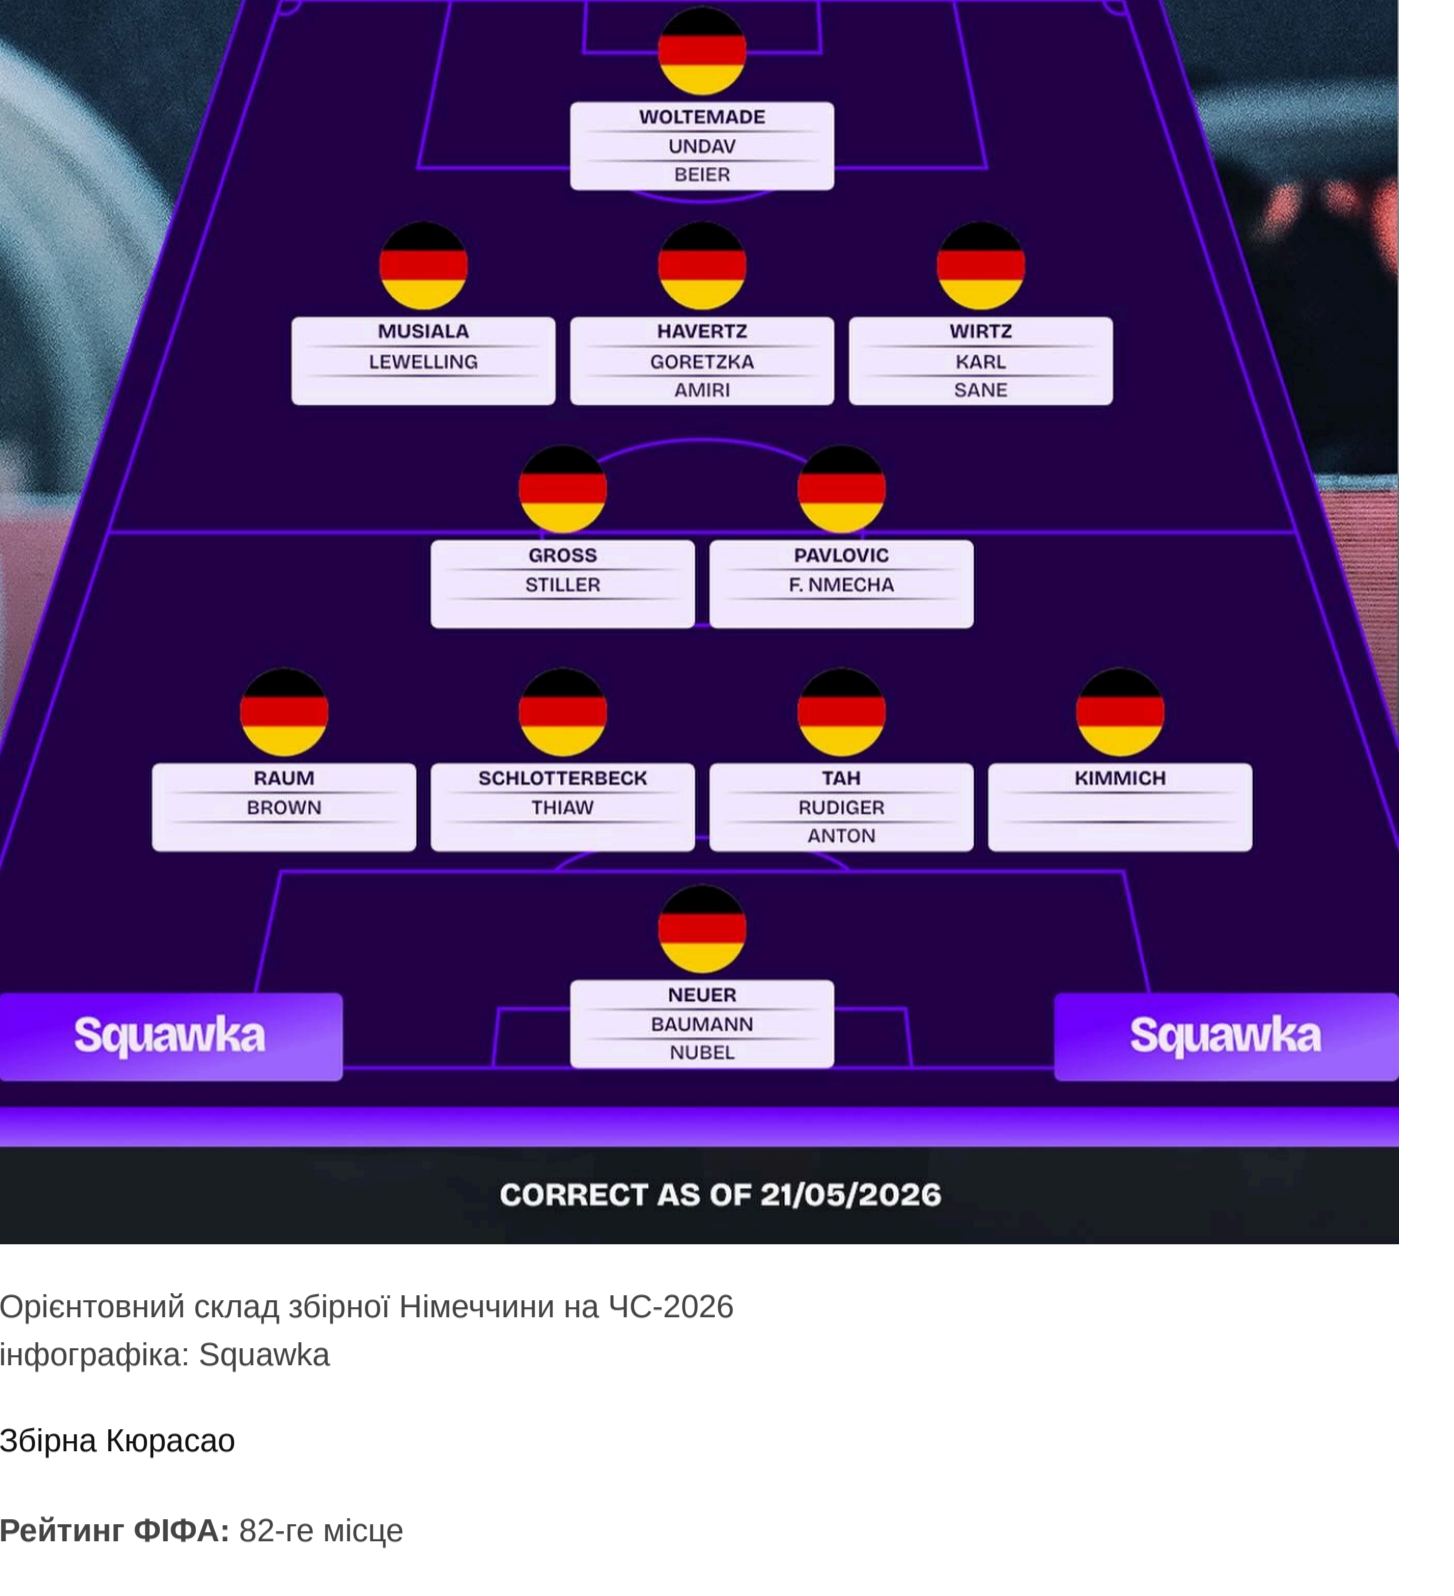 WOLTEMADE
UNDAV
BEIER
MUSIALA
LEWELLING
HAVERTZ
GORETZKA
AMIRI
WIRTZ
KARL
SANE
GROSS
STILLER
PAVLOVIC
F. NMECHA
RAUM
BROWN
SCHLOTTERBECK
THIAW
TAH
RUDIGER
ANTON
KIMMICH
NEUER
BAUMANN
NUBEL
Squawka
Squawka
CORRECT AS OF 21/05/2026
Орієнтовний склад збірної Німеччини на ЧС-2026
інфографіка: Squawka
Збірна Кюрасао
Рейтинг ФІФА: 82-ге місце